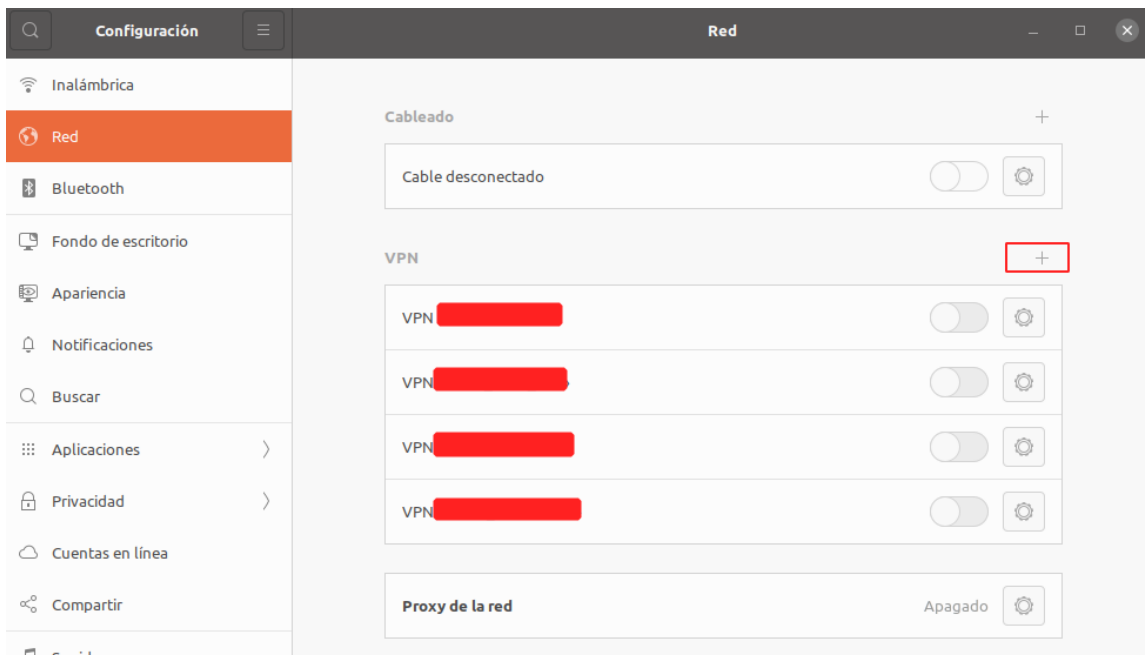 Configuración
Red
Inalámbrica
Red
Bluetooth
Fondo de escritorio
Apariencia
Notificaciones
Buscar
Aplicaciones
Privacidad
Cuentas en línea
Compartir
Cableado
Cable desconectado
VPN
VPN
VPN
VPN
VPN
Proxy de la red
Apagado